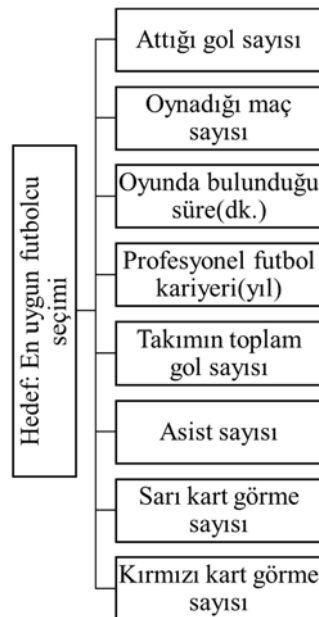 Hedef: En uygun futbolcu
seçimi
Attığı gol sayısı
Oynadığı maç
sayısı
Oyunda bulunduğu
süre(dk.)
Profesyonel futbol
kariyeri(yıl)
Takımın toplam
gol sayısı
Asist sayısı
Sarı kart görme
sayısı
Kırmızı kart görme
sayısı